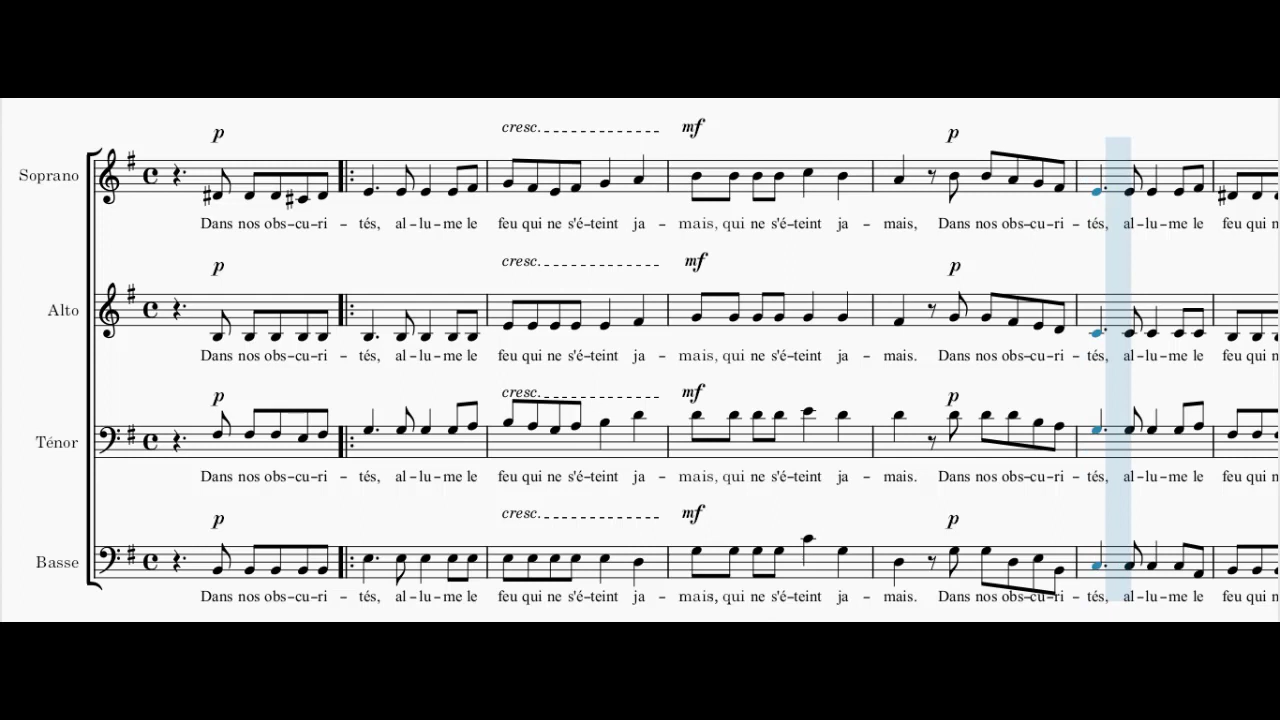 p
cresc.
mf
p
Soprano
Dans nos obs–cu–ri – tés, al–lu–me le feu qui ne s'é–teint ja – mais, qui ne s'é–teint ja – mais, Dans nos obs–cu–ri – tés, al–lu–me le feu qui
p
cresc.
mf
p
Alto
Dans nos obs–cu–ri – tés, al–lu–me le feu qui ne s'é–teint ja – mais, qui ne s'é–teint ja – mais. Dans nos obs–cu–ri – tés, al–lu–me le feu qui
p
cresc.
mf
p
Ténor
Dans nos obs–cu–ri – tés, al–lu–me le feu qui ne s'é–teint ja – mais, qui ne s'é–teint ja – mais. Dans nos obs–cu–ri – tés, al–lu–me le feu qui
p
cresc.
mf
p
Basse
Dans nos obs–cu–ri – tés, al–lu–me le feu qui ne s'é–teint ja – mais, qui ne s'é–teint ja – mais. Dans nos obs–cu–ri – tés, al–lu–me le feu qui